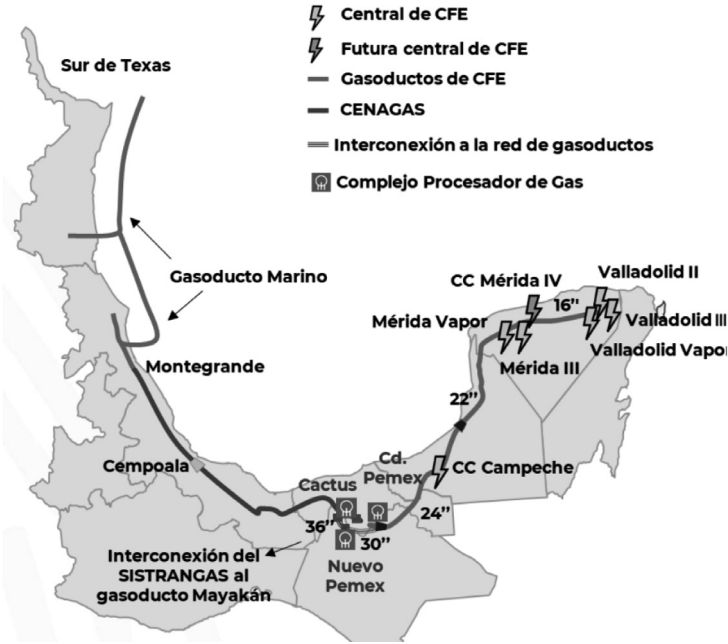 Central de CFE
Futura central de CFE
Gasoductos de CFE
CENAGAS
Interconexión a la red de gasoductos
Complejo Procesador de Gas
Sur de Texas
Gasoducto Marino
Montegrande
Cempoala
Interconexión del
SISTRANGAS al
gasoducto Mayakán
Cactus
36’’
Nuevo
Pemex
30’’
Cd.
Pemex
24’’
CC Campeche
22’’
Mérida Vapor
CC Mérida IV
Mérida III
16’’
Valladolid II
Valladolid III
Valladolid Vapor